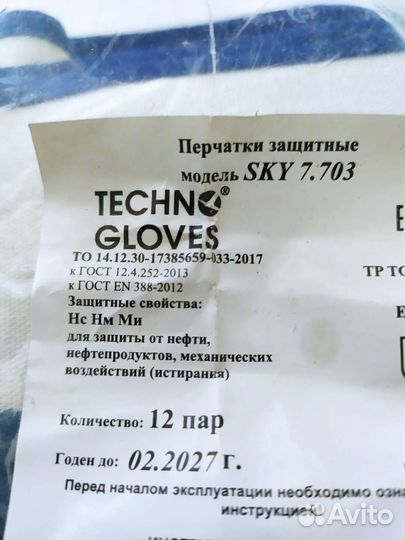 Перчатки защитные
модель SKY 7.703
TECHNO®
GLOVES
ТО 14.12.30-17385659-033-2017
к ГОСТ 12.4.252-2013
к ГОСТ EN 388-2012
ТР ТС
Защитные свойства:
Нс Нм Ми
для защиты от нефти,
нефтепродуктов, механических
воздействий (истирания)
Количество: 12 пар
Годен до: 02.2027 г.
Перед началом эксплуатации необходимо озна
инструкцией!
Avito